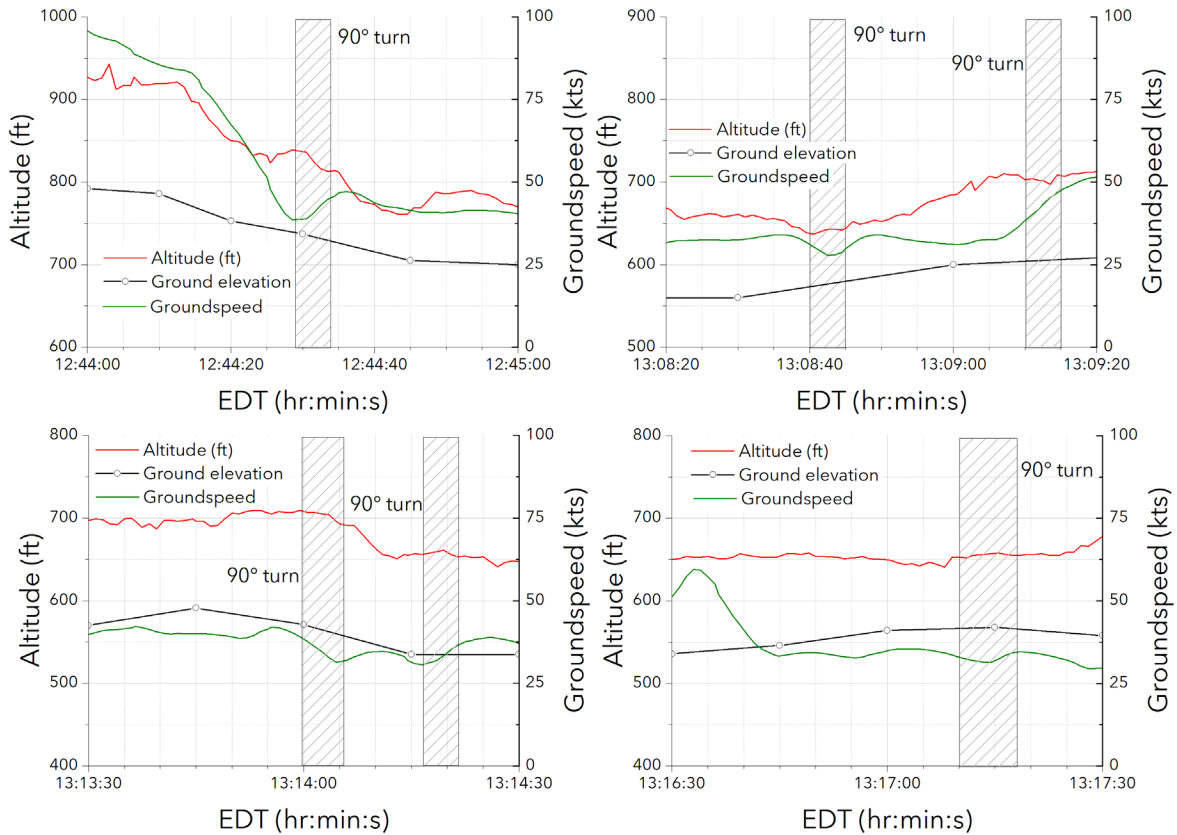 1000
900
800
700
600
Altitude (ft)
100
75
50
25
0
Groundspeed (kts)
90° turn
Altitude (ft)
Ground elevation
Groundspeed
12:44:00
12:44:20
12:44:40
12:45:00
EDT (hr:min:s)
900
800
700
600
500
Altitude (ft)
100
75
50
25
0
Groundspeed (kts)
90° turn
90° turn
Altitude (ft)
Ground elevation
Groundspeed
13:08:20
13:08:40
13:09:00
13:09:20
EDT (hr:min:s)
800
700
600
500
400
Altitude (ft)
100
75
50
25
0
Groundspeed (kts)
Altitude (ft)
Ground elevation
Groundspeed
90° turn
90° turn
13:13:30
13:14:00
13:14:30
EDT (hr:min:s)
800
700
600
500
400
Altitude (ft)
100
75
50
25
0
Groundspeed (kts)
Altitude (ft)
Ground elevation
Groundspeed
90° turn
13:16:30
13:17:00
13:17:30
EDT (hr:min:s)